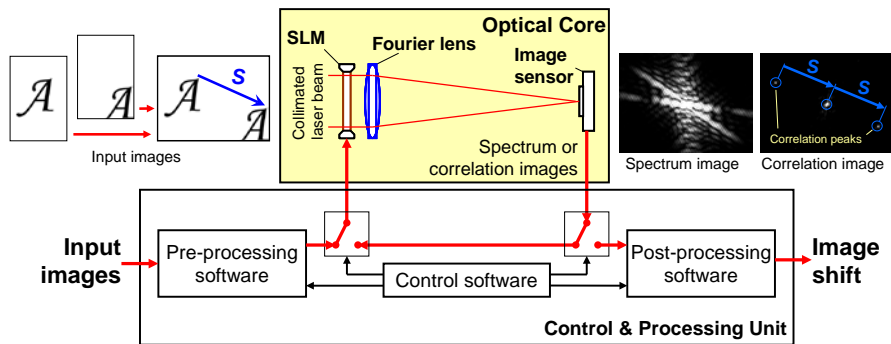 Optical Core
SLM
Fourier lens
Image
sensor
Collimated
laser beam
Spectrum or
correlation images
A
A
A
A
S
Input images
S
S
Correlation peaks
Spectrum image
Correlation image
Input
images
Pre-processing
software
Control software
Post-processing
software
Image
shift
Control & Processing Unit